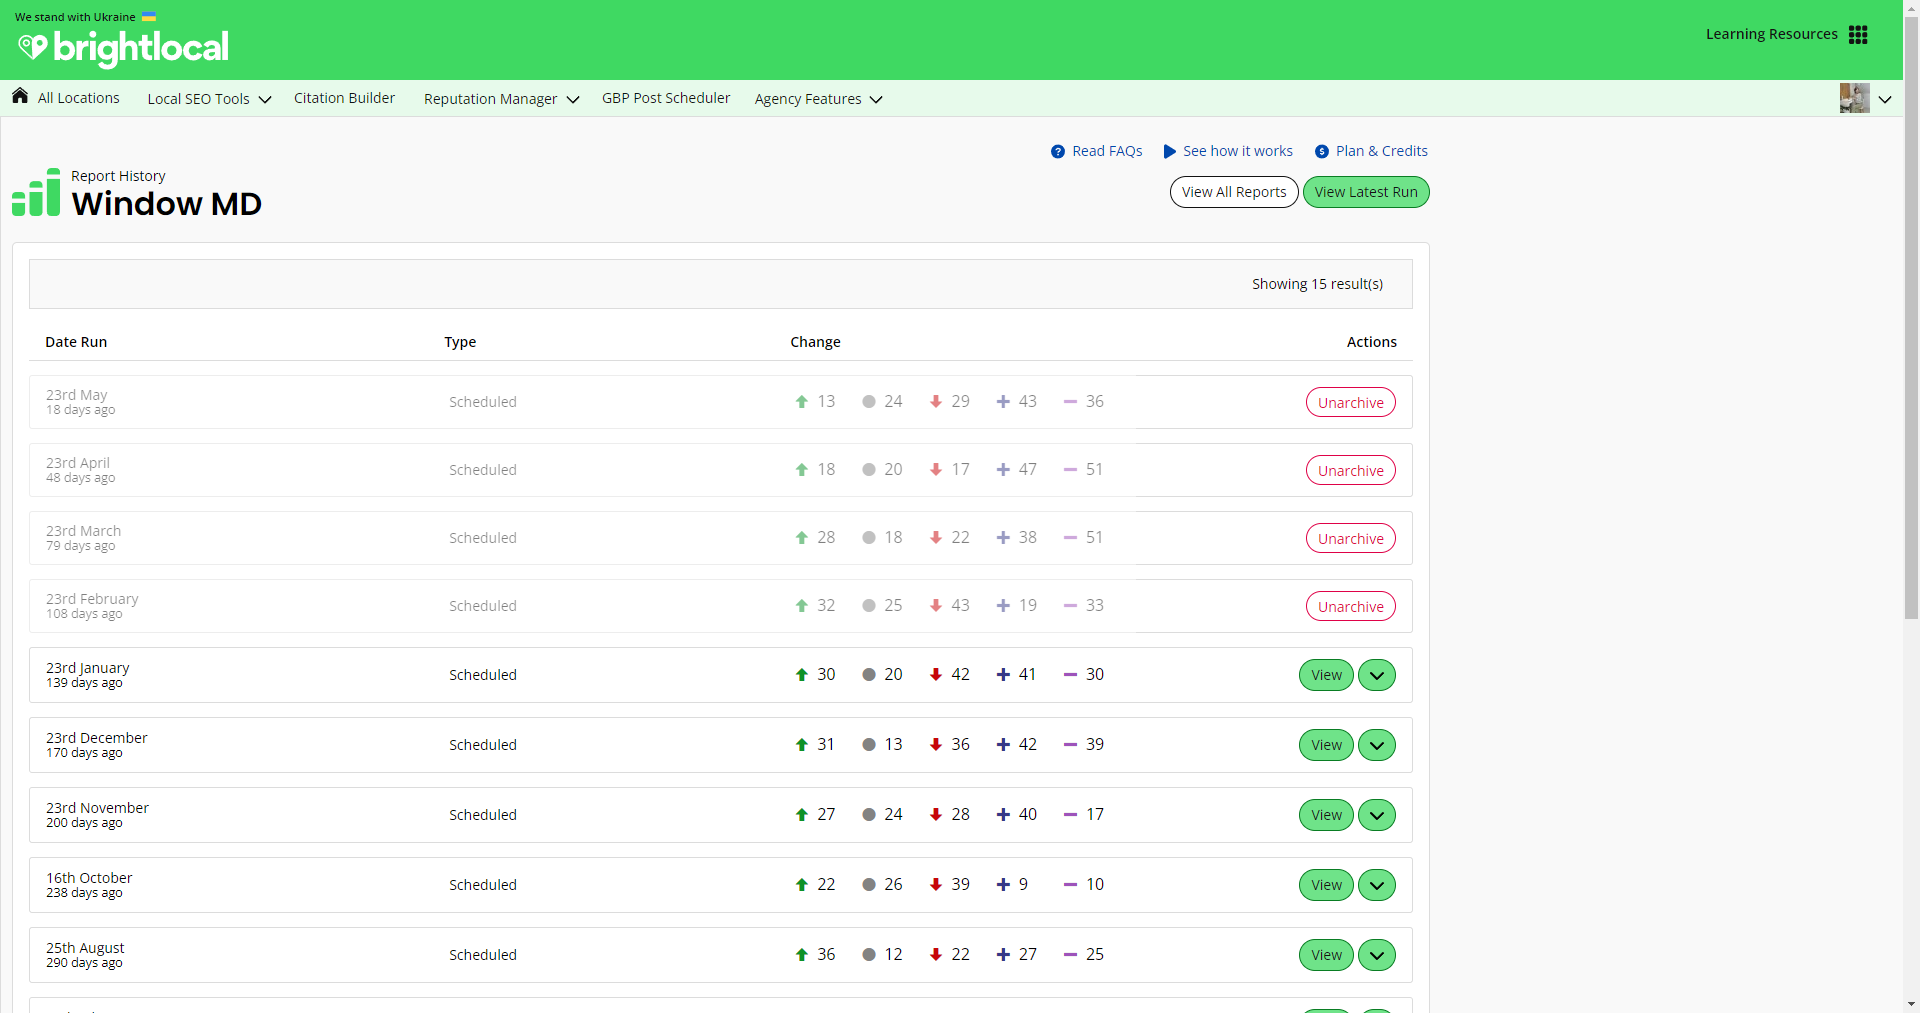 We stand with Ukraine
brightlocal
Learning Resources
All Locations Local SEO Tools Citation Builder Reputation Manager GBP Post Scheduler Agency Features
Read FAQs See how it works Plan & Credits
Report History
Window MD
View All Reports View Latest Run
Showing 15 result(s)
Date Run Type Change Actions
23rd May
18 days ago
Scheduled 13 24 29 43 36 Unarchive
23rd April
48 days ago
Scheduled 18 20 17 47 51 Unarchive
23rd March
79 days ago
Scheduled 28 18 22 38 51 Unarchive
23rd February
108 days ago
Scheduled 32 25 43 19 33 Unarchive
23rd January
139 days ago
Scheduled 30 20 42 41 30 View
23rd December
170 days ago
Scheduled 31 13 36 42 39 View
23rd November
200 days ago
Scheduled 27 24 28 40 17 View
16th October
238 days ago
Scheduled 22 26 39 9 10 View
25th August
290 days ago
Scheduled 36 12 22 27 25 View